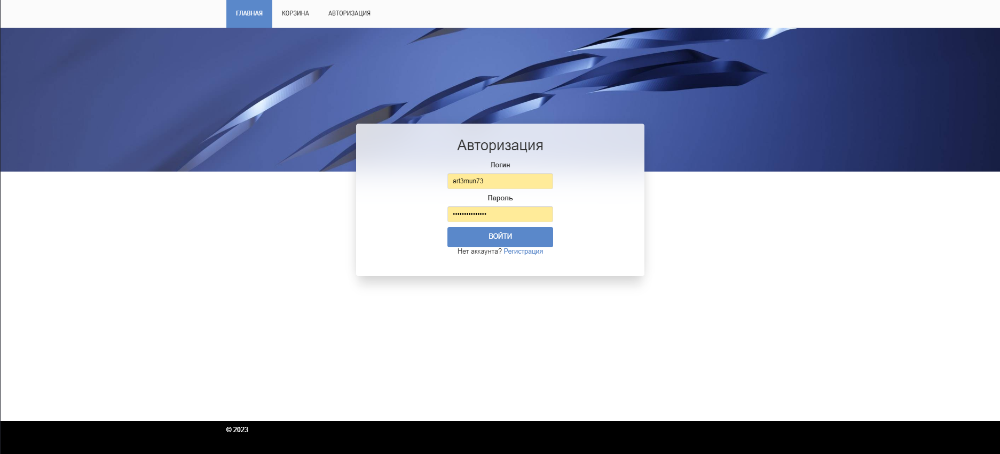 ГЛАВНАЯ КОРЗИНА АВТОРИЗАЦИЯ
Авторизация
Логин
art3mun73
Пароль
•••••••••••••••
ВОЙТИ
Нет аккаунта? Регистрация
© 2023